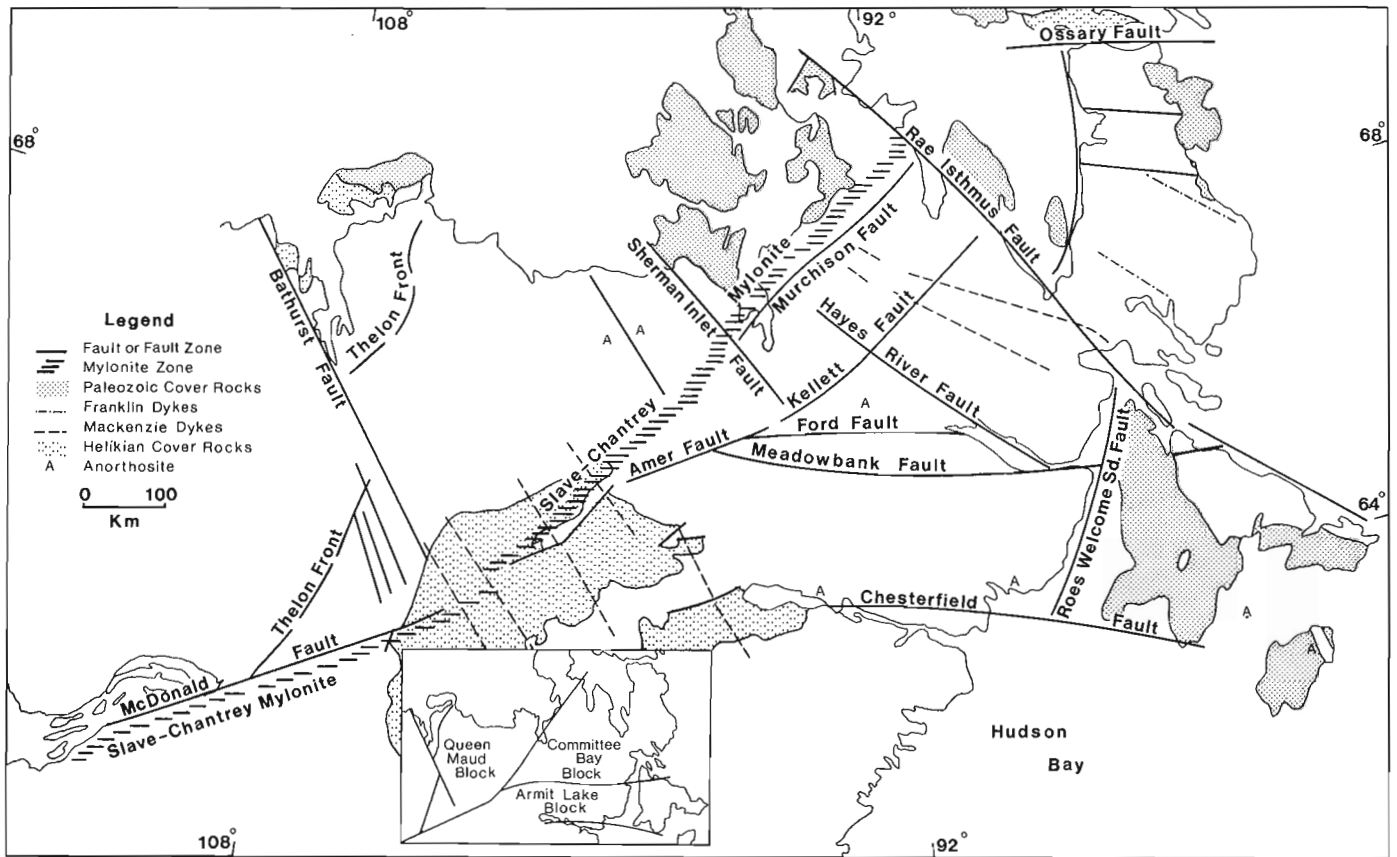 108°
92°
Ossary Fault
68°
68°
Rae Isthmus Fault
Mylonite
Murchison Fault
Sherman Inlet Fault
Bathurst Fault
Thelon Front
A
A
Hayes River Fault
Kellett Fault
Legend
Fault or Fault Zone
Mylonite Zone
Paleozoic Cover Rocks
Franklin Dykes
Mackenzie Dykes
Helikian Cover Rocks
A Anorthosite
0 100
Km
A
Ford Fault
Amer Fault
Meadowbank Fault
Slave-Chantrey
Roes Welcome Sd. Fault
64°
Thelon Front
A
A
Chesterfield Fault
A
A
McDonald Fault
Slave-Chantrey Mylonite
Hudson
Bay
Queen
Maud
Block
Committee
Bay
Block
Armit Lake
Block
108°
92°